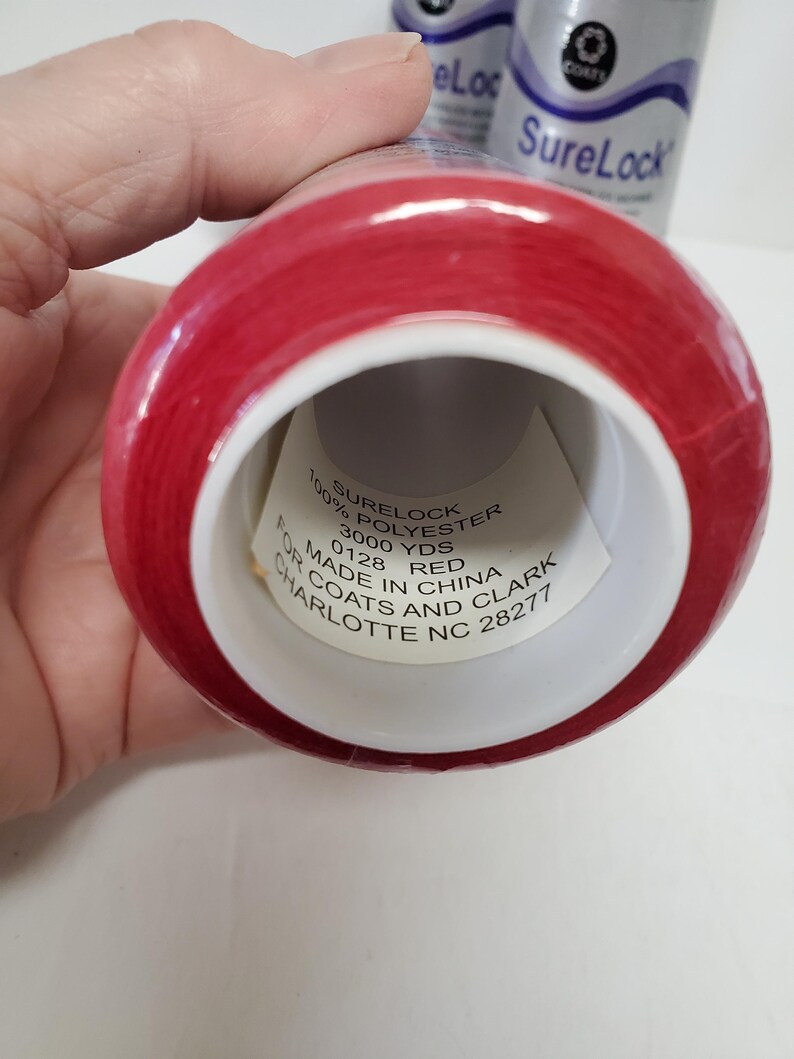 COATS
reLoc
SureLock®
SURELOCK
100% POLYESTER
3000 YDS
0128 RED
MADE IN CHINA
FOR COATS AND CLARK
CHARLOTTE NC 28277